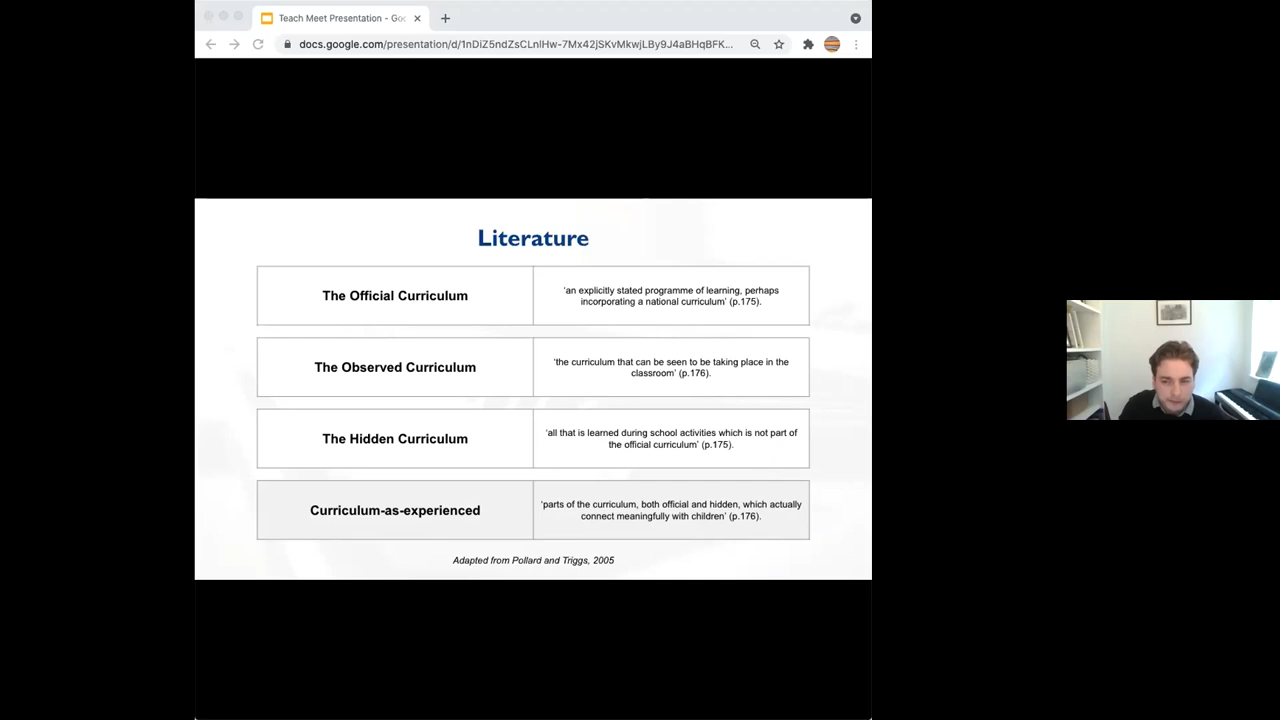 Teach Meet Presentation - Goo
docs.google.com/presentation/d/1nDiZ5ndZsCLnlHw-7Mx42jSKvMkwjLBy9J4aBHqBFK...
Literature
The Official Curriculum
‘an explicitly stated programme of learning, perhaps
incorporating a national curriculum’ (p.175).
The Observed Curriculum
‘the curriculum that can be seen to be taking place in the
classroom’ (p.176).
The Hidden Curriculum
‘all that is learned during school activities which is not part of
the official curriculum’ (p.175).
Curriculum-as-experienced
‘parts of the curriculum, both official and hidden, which actually
connect meaningfully with children’ (p.176).
Adapted from Pollard and Triggs, 2005